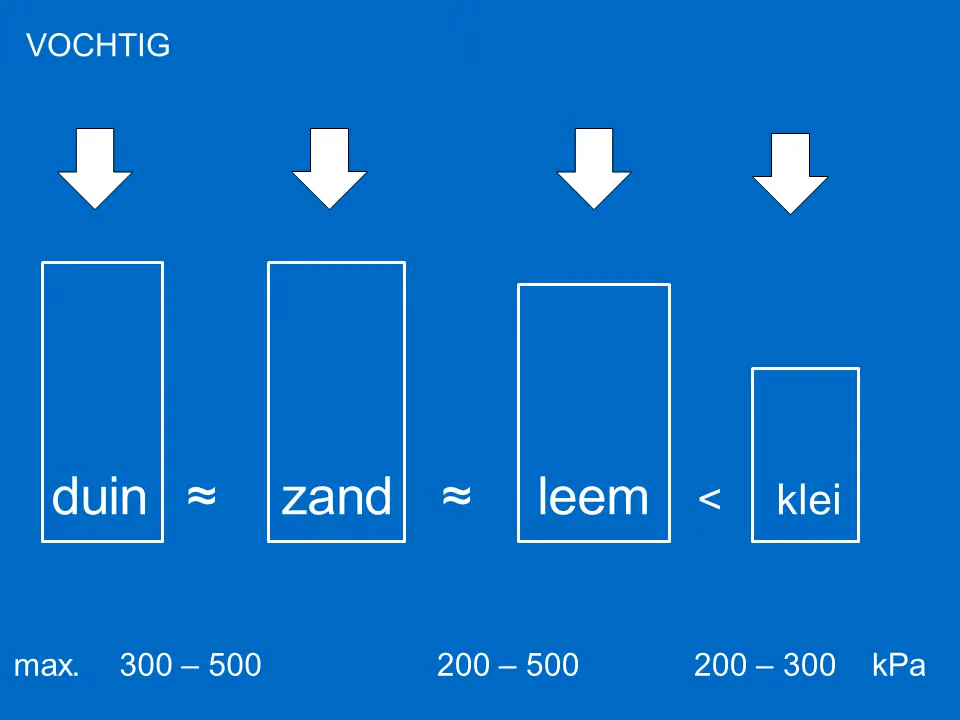 VOCHTIG
duin ≈ zand ≈ leem < klei
max. 300 – 500 200 – 500 200 – 300 kPa